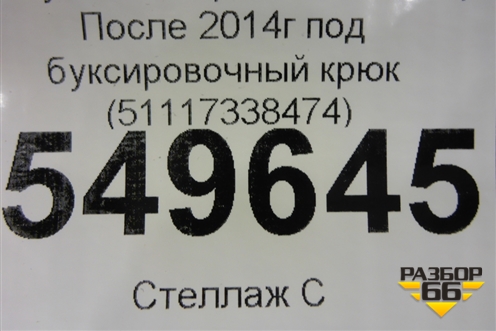 После 2014г под
буксировочный крюк
(51117338474)
549645
Стеллаж С
РАЗБОР
66